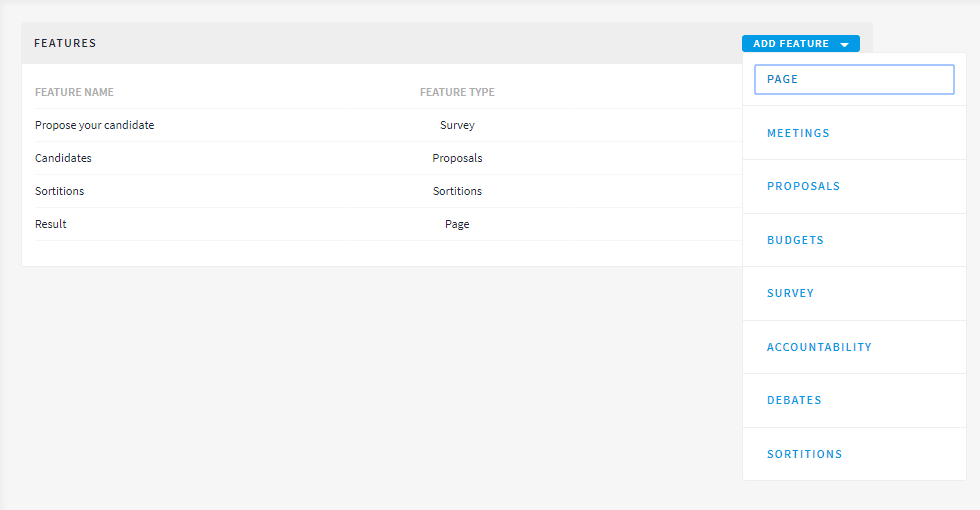 FEATURES
ADD FEATURE
FEATURE NAME FEATURE TYPE
Propose your candidate Survey
Candidates Proposals
Sortitions Sortitions
Result Page
PAGE
MEETINGS
PROPOSALS
BUDGETS
SURVEY
ACCOUNTABILITY
DEBATES
SORTITIONS